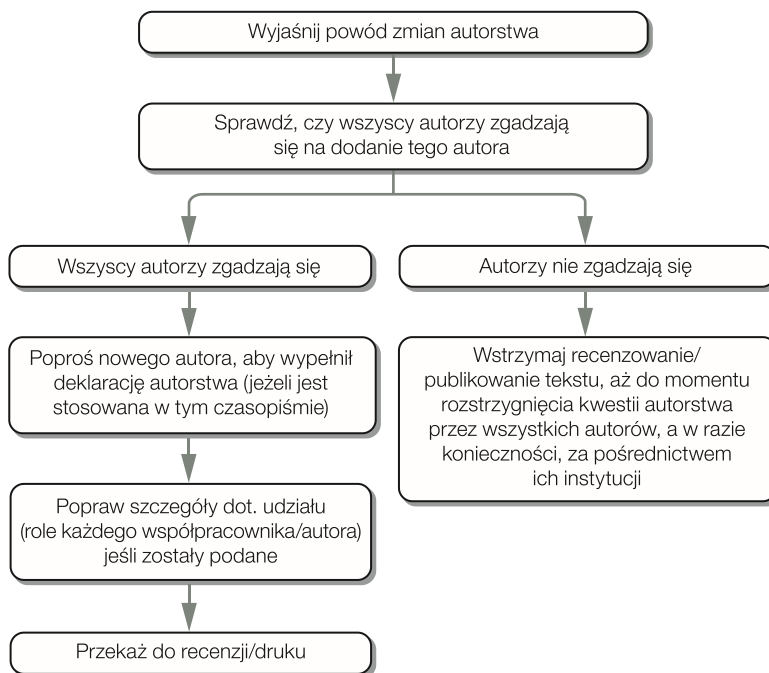 Wyjaśnij powód zmian autorstwa
Sprawdź, czy wszyscy autorzy zgadzają
się na dodanie tego autora
Wszyscy autorzy zgadzają się
Autorzy nie zgadzają się
Poproś nowego autora, aby wypełnił
deklarację autorstwa (jeżeli jest
stosowana w tym czasopiśmie)
Wstrzymaj recenzowanie/
publikowanie tekstu, aż do momentu
rozstrzygnięcia kwestii autorstwa
przez wszystkich autorów, a w razie
konieczności, za pośrednictwem
ich instytucji
Popraw szczegóły dot. udziału
(role każdego współpracownika/autora)
jeśli zostały podane
Przekaż do recenzji/druku